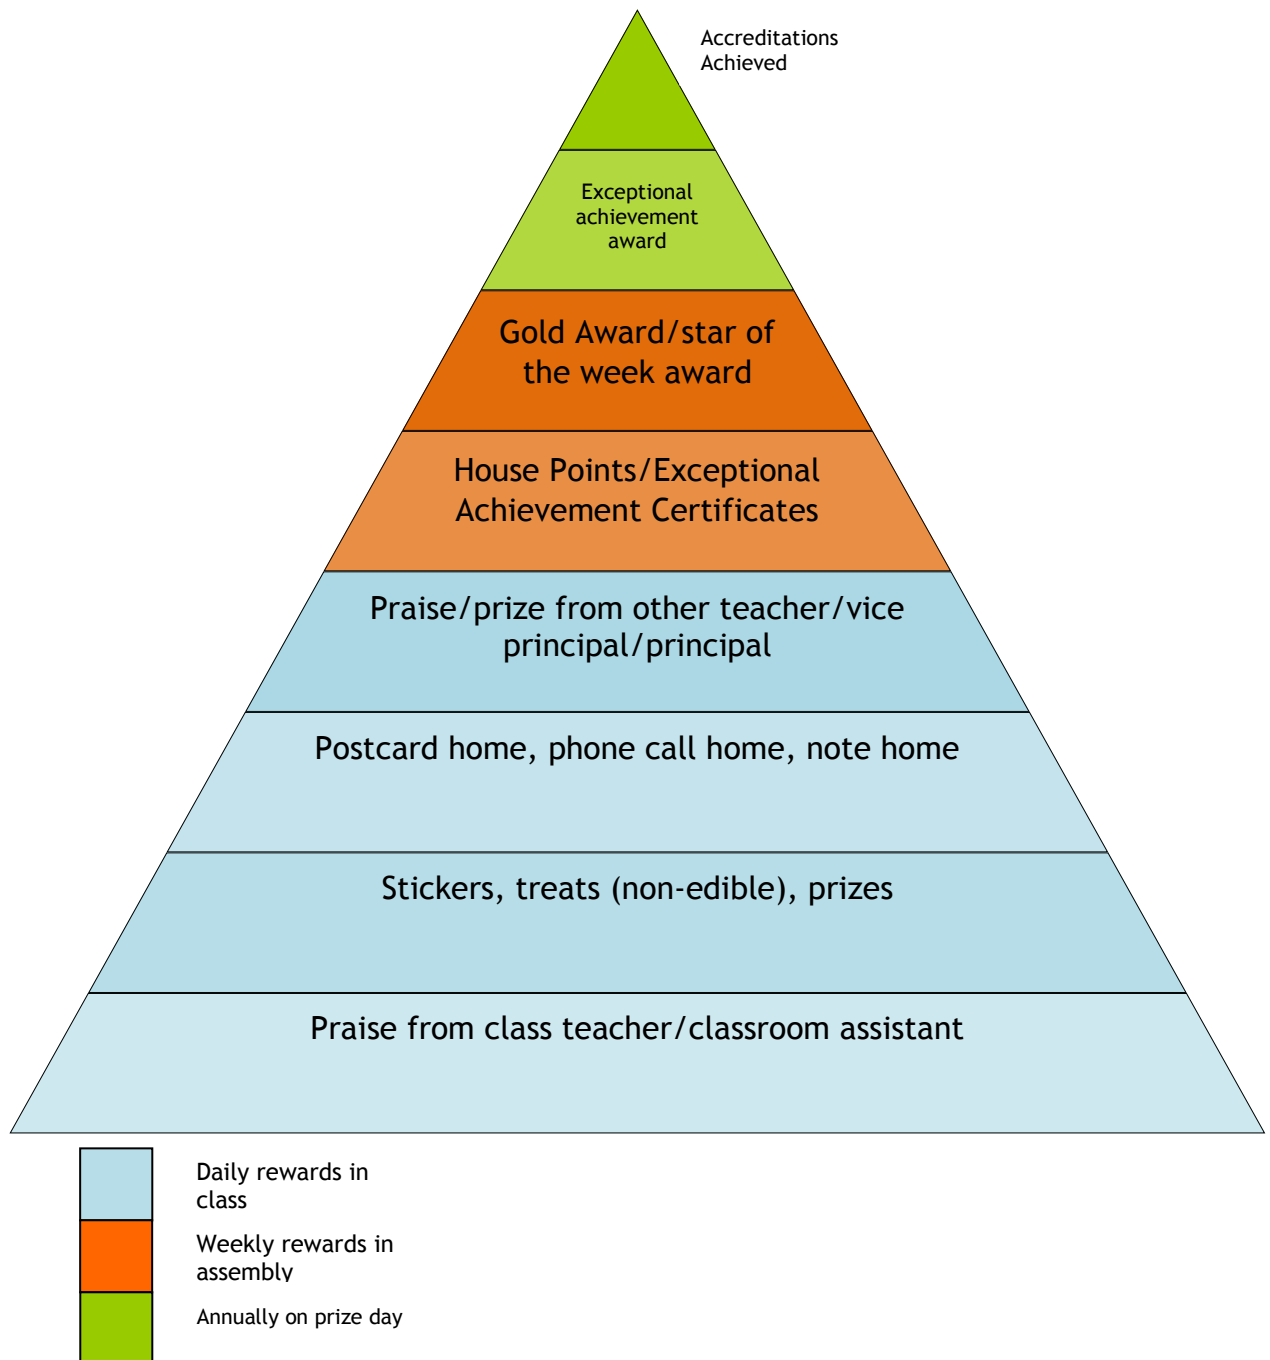 Accreditations
Achieved
Exceptional
achievement
award
Gold Award/star of
the week award
House Points/Exceptional
Achievement Certificates
Praise/prize from other teacher/vice
principal/principal
Postcard home, phone call home, note home
Stickers, treats (non-edible), prizes
Praise from class teacher/classroom assistant
Daily rewards in
class
Weekly rewards in
assembly
Annually on prize day